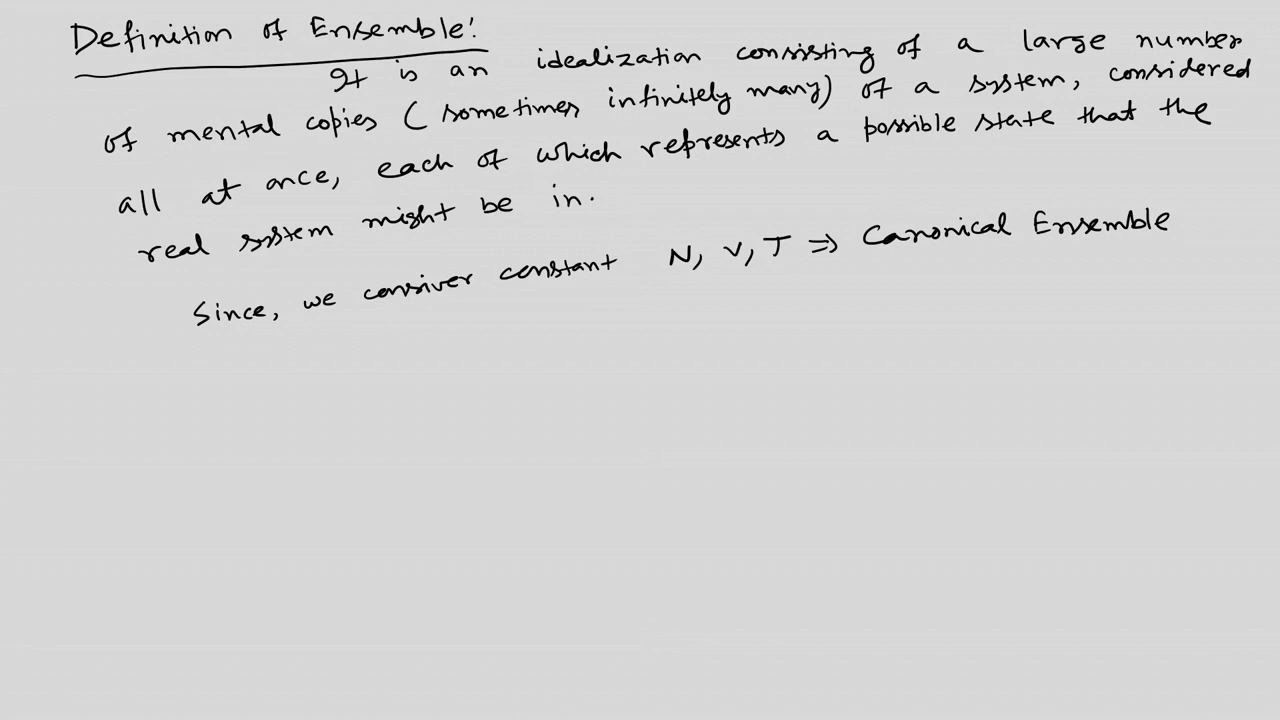 Definition of Ensemble:
It is an idealization consisting of a large number
of mental copies (sometimes infinitely many) of a system, considered
all at once, each of which represents a possible state that the
real system might be in.
Since, we consiver constant N, V, T ⇒ Canonical Ensemble